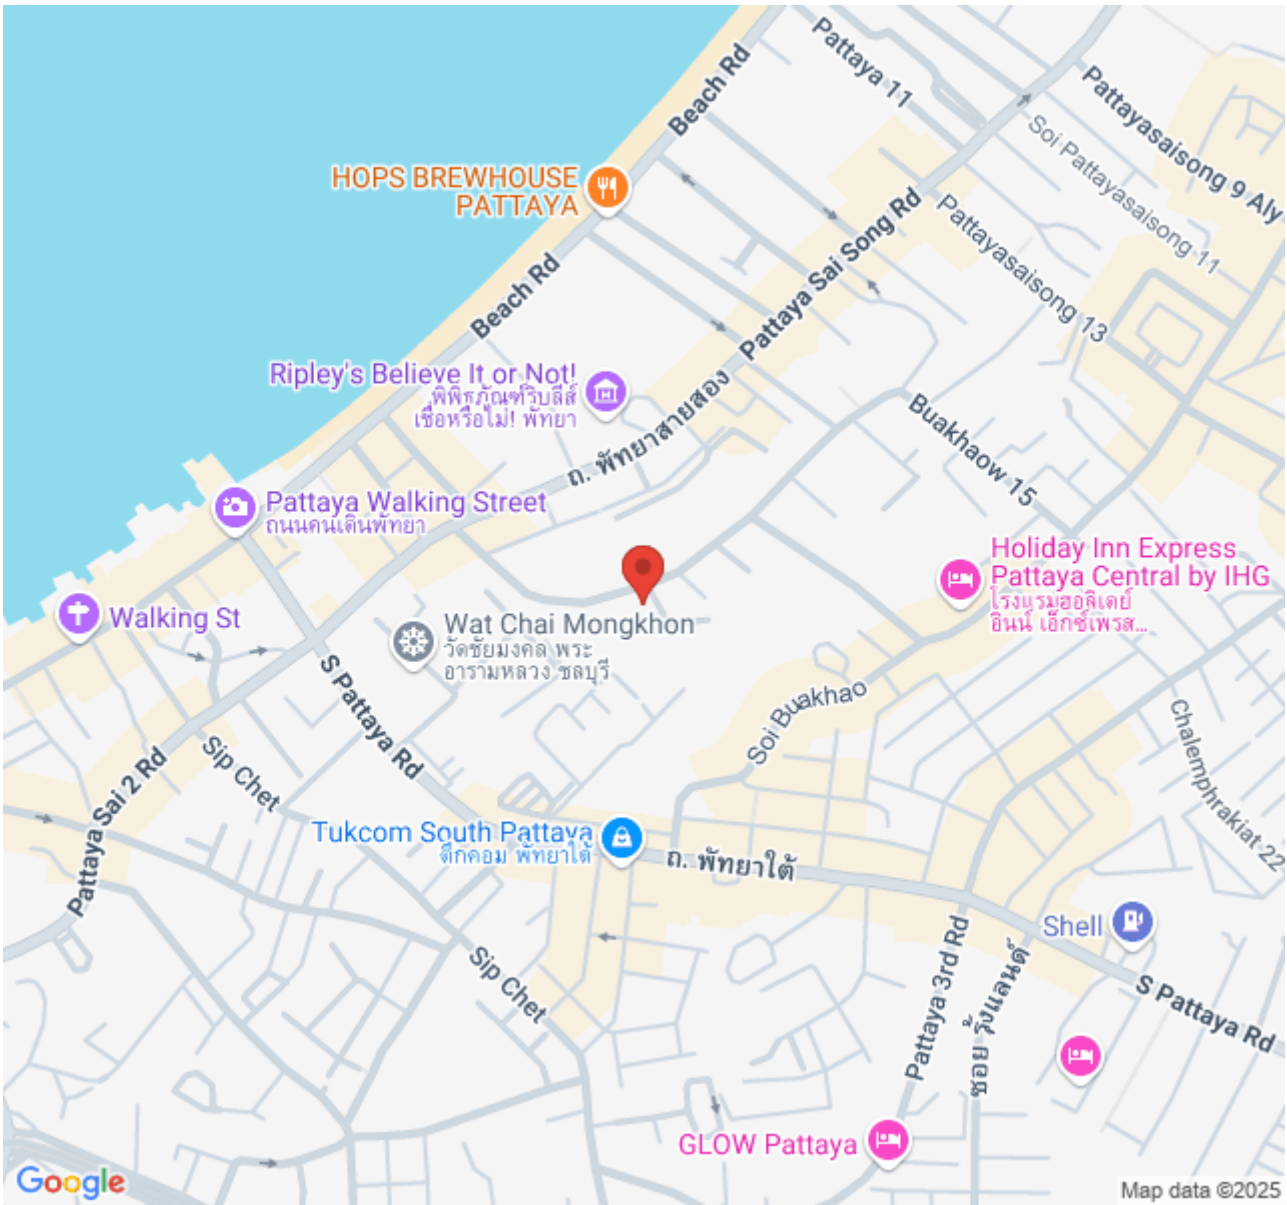 Beach Rd
Pattaya 11
Pattayasaisong 9 Aly
Soi Pattayasaisong 11
HOPS BREWHOUSE
PATTAYA
Pattaya Sai Song Rd
Pattayasaisong 13
Beach Rd
Ripley's Believe It or Not!
พิพิธภัณฑ์ริบลีส์
เชื่อหรือไม่! พัทยา
ถ. พัทยาสายสอง
Buakhaow 15
Pattaya Walking Street
ถนนคนเดินพัทยา
Holiday Inn Express
Pattaya Central by IHG
โรงแรมฮอลิเดย์
อินน์ เอ็กซ์เพรส...
Walking St
Wat Chai Mongkhon
วัดชัยมงคล พระ
อารามหลวง ชลบุรี
S Pattaya Rd
Soi Buakhao
Chalemphrakiat 22
Sip Chet
Pattaya Sai 2 Rd
Tukcom South Pattaya
ตึกคอม พัทยาใต้
ถ. พัทยาใต้
Shell
Sip Chet
Pattaya 3rd Rd
ซอย รุ้งแลนด์
S Pattaya Rd
GLOW Pattaya
Google
Map data ©2025